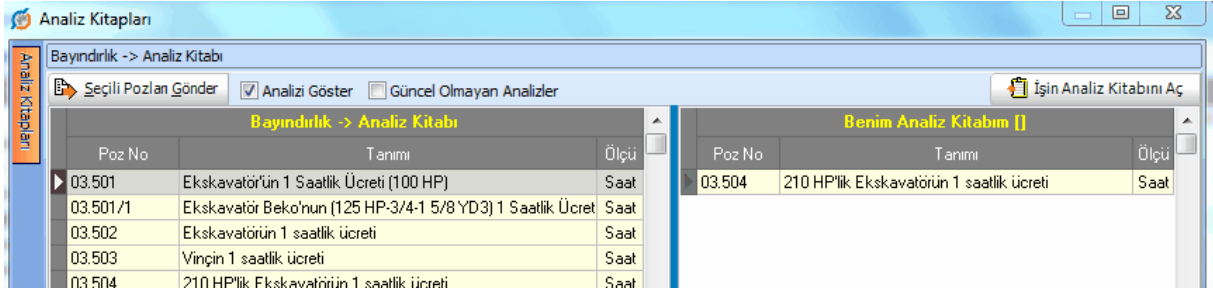 Analiz Kitapları
Analiz Kitapları
Bayındırlık -> Analiz Kitabı
Seçili Pozları Gönder Analizi Göster Güncel Olmayan Analizler İşin Analiz Kitabını Aç
Bayındırlık -> Analiz Kitabı Benim Analiz Kitabım []
Poz No Tanımı Ölçü Poz No Tanımı Ölçü
03.501 Ekskavatör'ün 1 Saatlik Ücreti (100 HP) Saat 03.504 210 HP'lik Ekskavatörün 1 saatlik ücreti Saat
03.501/1 Ekskavatör Beko'nun (125 HP-3/4-1 5/8 YD3) 1 Saatlik Ücret Saat
03.502 Ekskavatörün 1 saatlik ücreti Saat
03.503 Vinçin 1 saatlik ücreti Saat
03.504 210 HP'lik Ekskavatörün 1 saatlik ücreti Saat